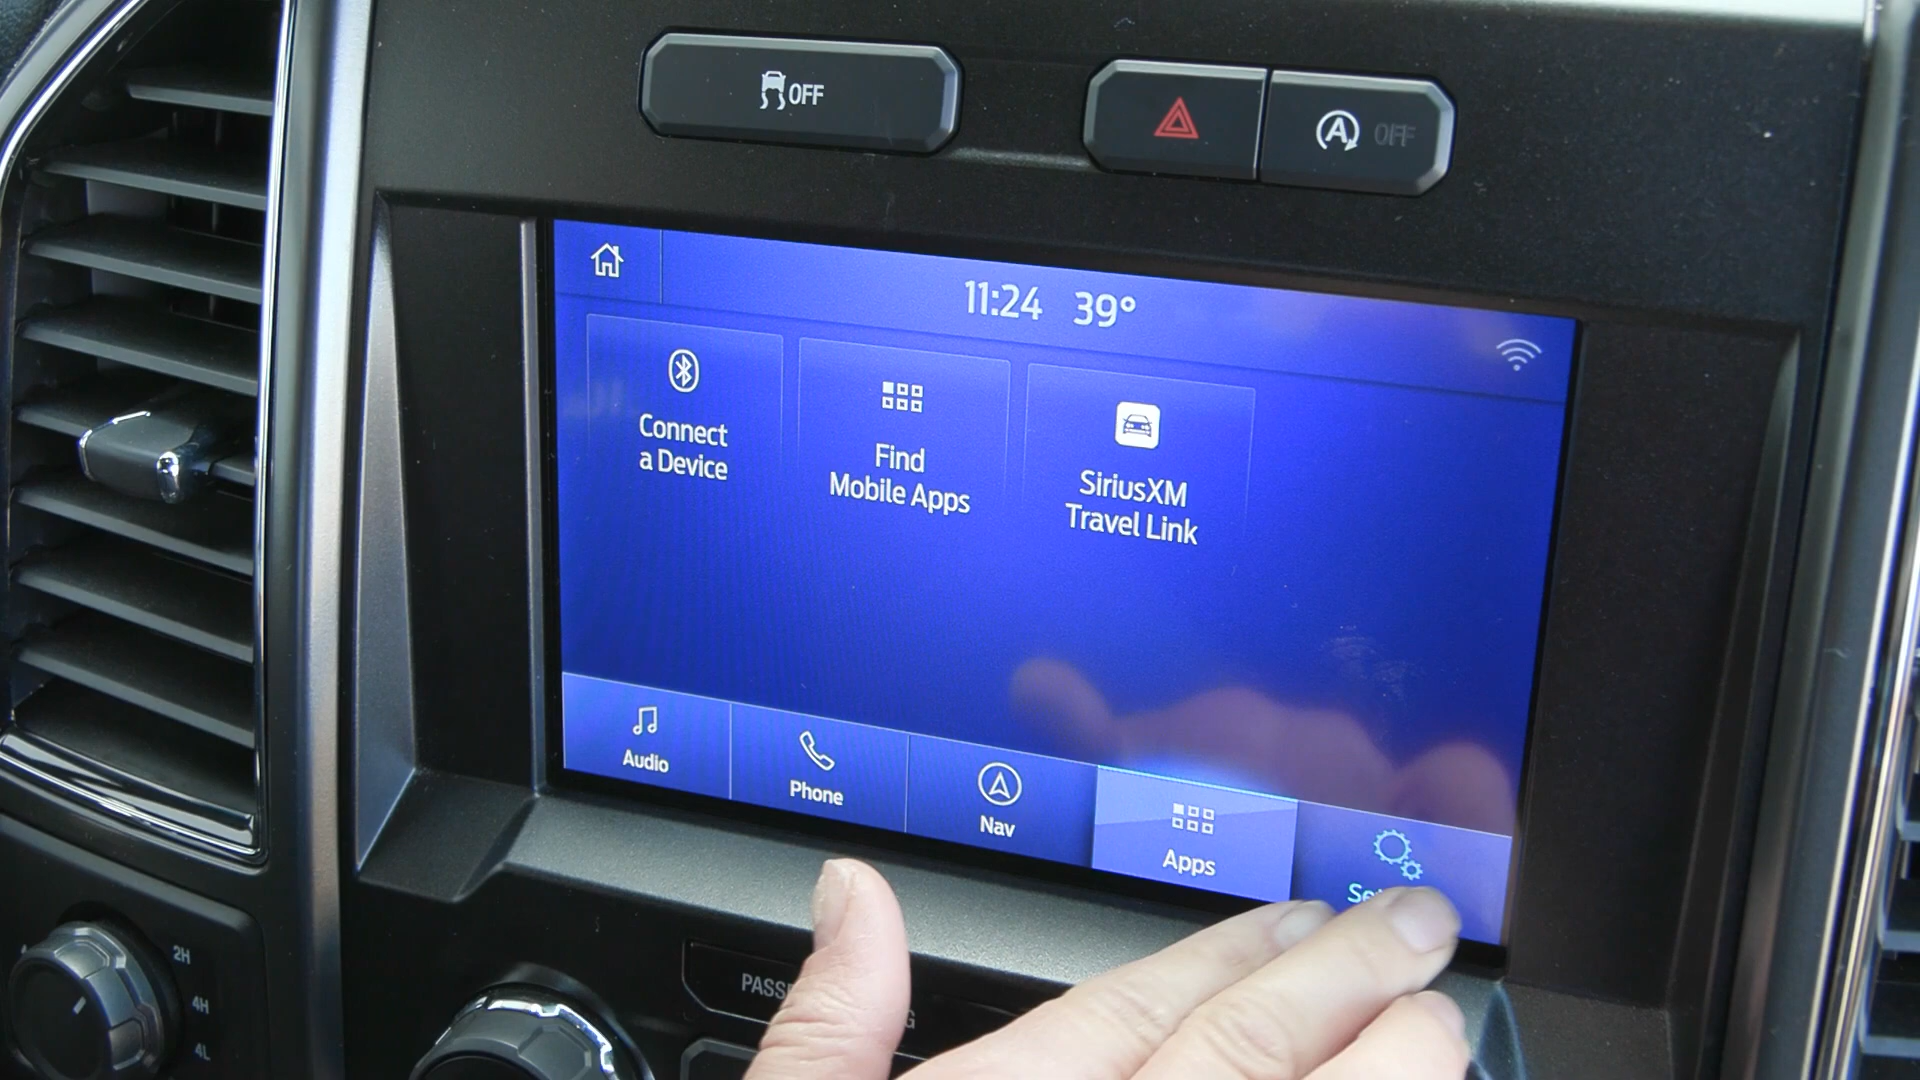 OFF
A OFF
11:24 39°
Connect
a Device
Find
Mobile Apps
SiriusXM
Travel Link
Audio
Phone
Nav
Apps
2H
4H
4L